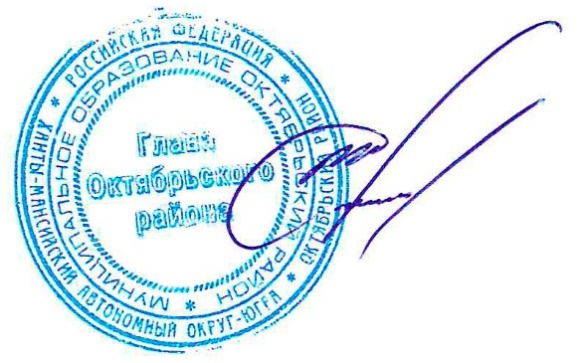 * РОССИЙСКАЯ ФЕДЕРАЦИЯ *
ОКТЯБРЬСКИЙ РАЙОН *
ХАНТЫ-МАНСИЙСКИЙ АВТОНОМНЫЙ ОКРУГ-ЮГРА
* МУНИЦИПАЛЬНОЕ ОБРАЗОВАНИЕ ОКТЯБРЬСКИЙ РАЙОН
Глава
Октябрьского
района